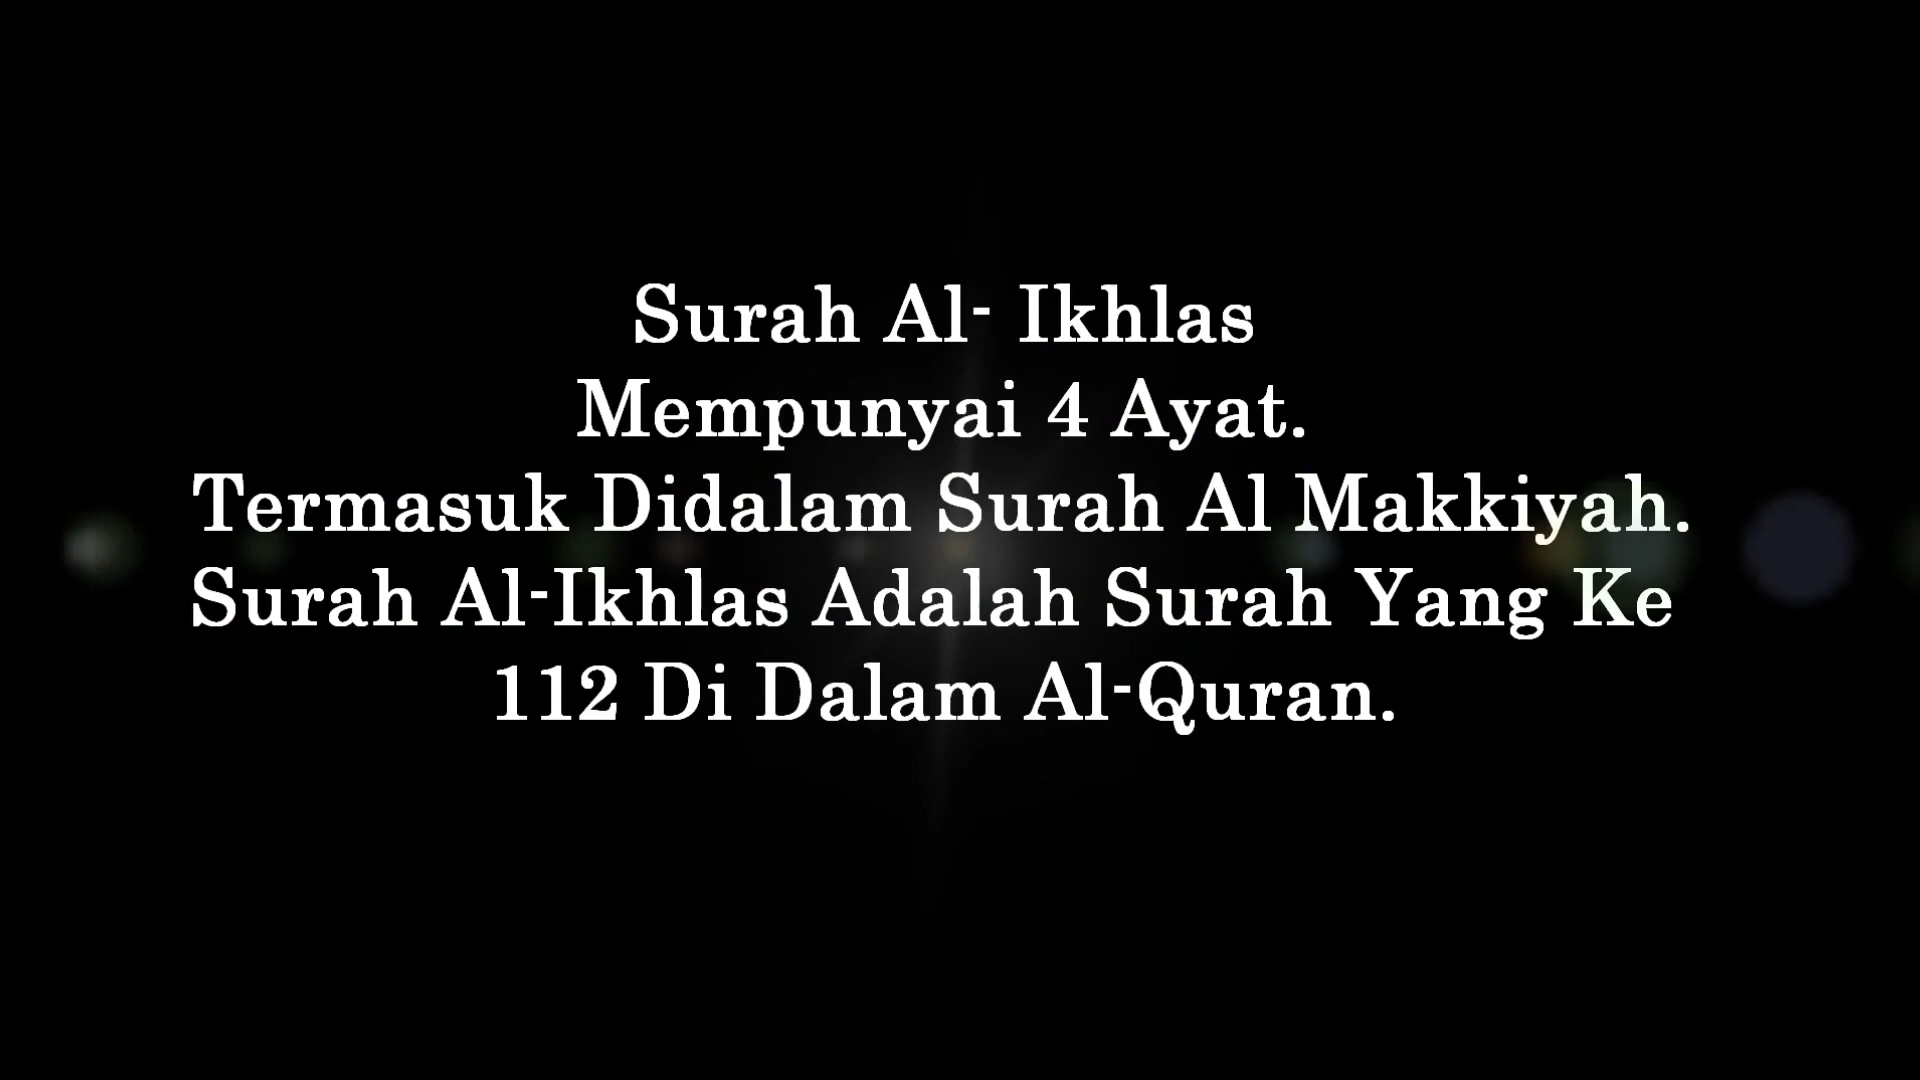 Surah Al- Ikhlas
Mempunyai 4 Ayat.
Termasuk Didalam Surah Al Makkiyah.
Surah Al-Ikhlas Adalah Surah Yang Ke
112 Di Dalam Al-Quran.